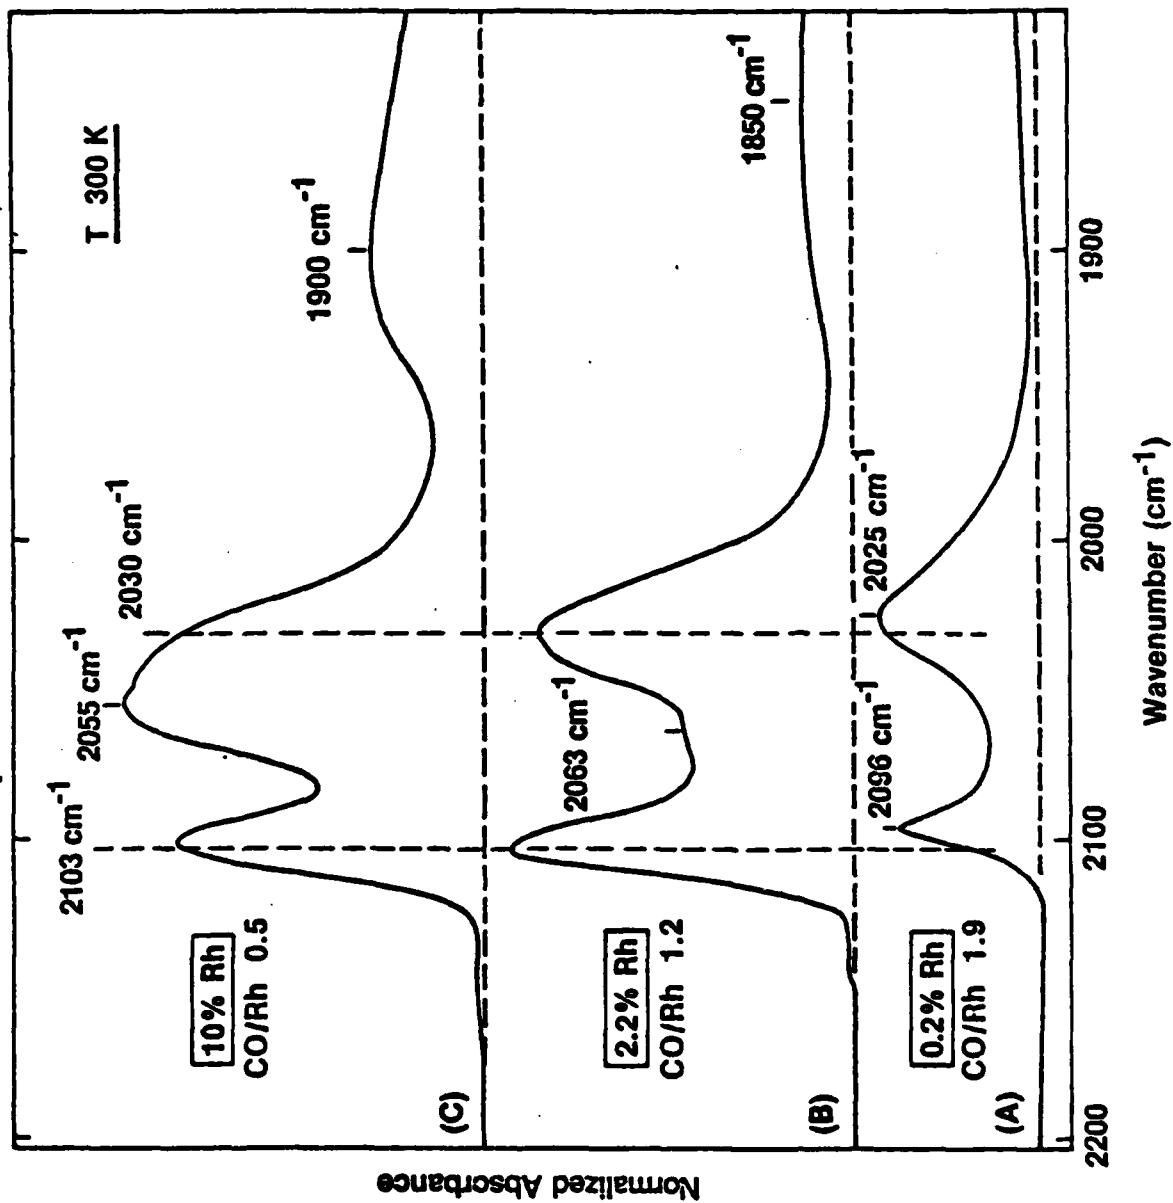 T 300 K
2103 cm⁻¹
2055 cm⁻¹
2030 cm⁻¹
1900 cm⁻¹
10% Rh
CO/Rh 0.5
(C)
2063 cm⁻¹
1850 cm⁻¹
2.2% Rh
CO/Rh 1.2
(B)
2096 cm⁻¹
2025 cm⁻¹
0.2% Rh
CO/Rh 1.9
(A)
2200
2100
2000
1900
Wavenumber (cm⁻¹)
Normalized Absorbance